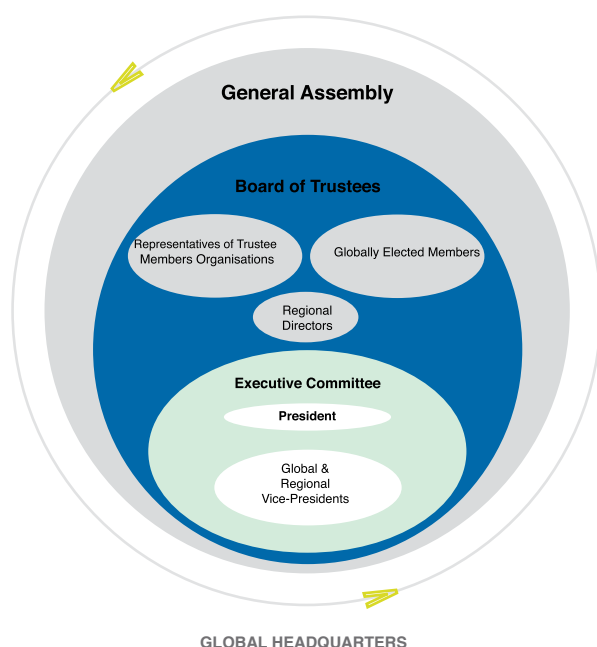 General Assembly
Board of Trustees
Representatives of Trustee
Members Organisations
Globally Elected Members
Regional
Directors
Executive Committee
President
Global &
Regional
Vice-Presidents
GLOBAL HEADQUARTERS